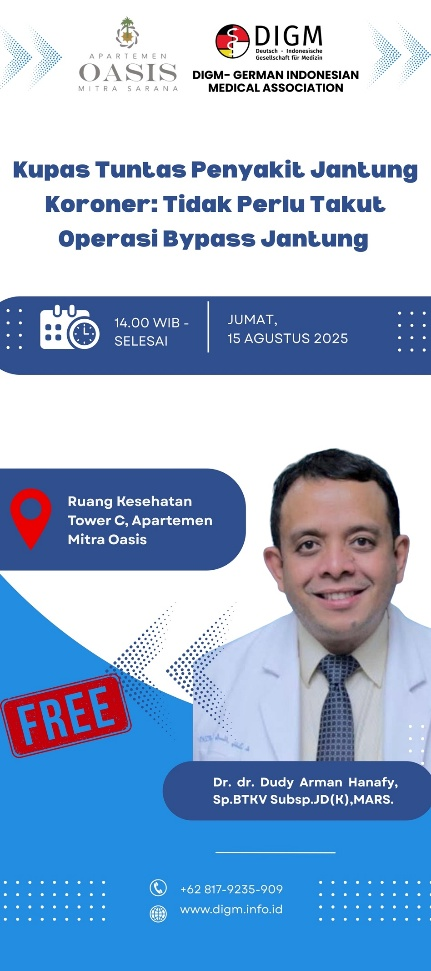 APARTEMEN
OASIS
MITRA SARANA
DIGM
Deutsch - Indonesische
Gesellschaft für Medizin
DIGM- GERMAN INDONESIAN
MEDICAL ASSOCIATION
Kupas Tuntas Penyakit Jantung
Koroner: Tidak Perlu Takut
Operasi Bypass Jantung
14.00 WIB -
SELESAI
JUMAT,
15 AGUSTUS 2025
Ruang Kesehatan
Tower C, Apartemen
Mitra Oasis
FREE
Dr. dr. Dudy Arman Hanafy,
Sp.BTKV Subsp.JD(K),MARS.
+62 817-9235-909
www.digm.info.id